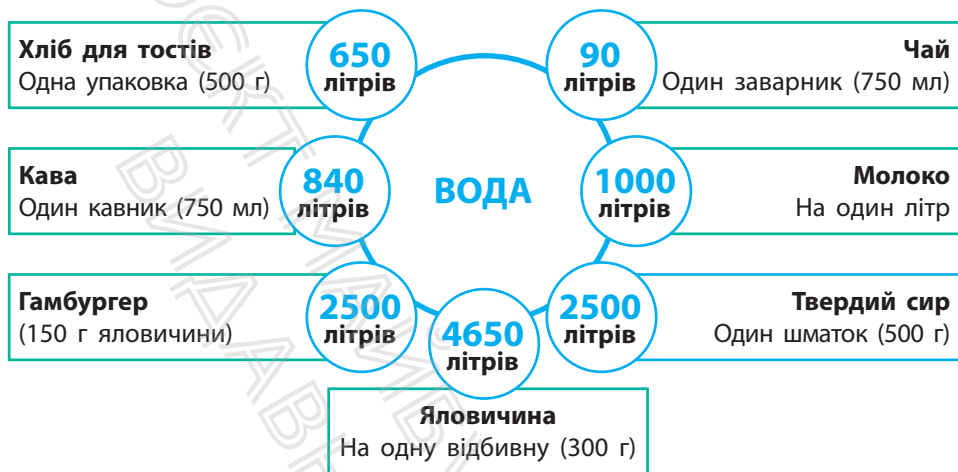 Хліб для тостів
Одна упаковка (500 г)
650
літрів
90
літрів
Чай
Один заварник (750 мл)
Кава
Один кавник (750 мл)
840
літрів
ВОДА
1000
літрів
Молоко
На один літр
Гамбургер
(150 г яловичини)
2500
літрів
4650
літрів
2500
літрів
Твердий сир
Один шматок (500 г)
Яловичина
На одну відбивну (300 г)